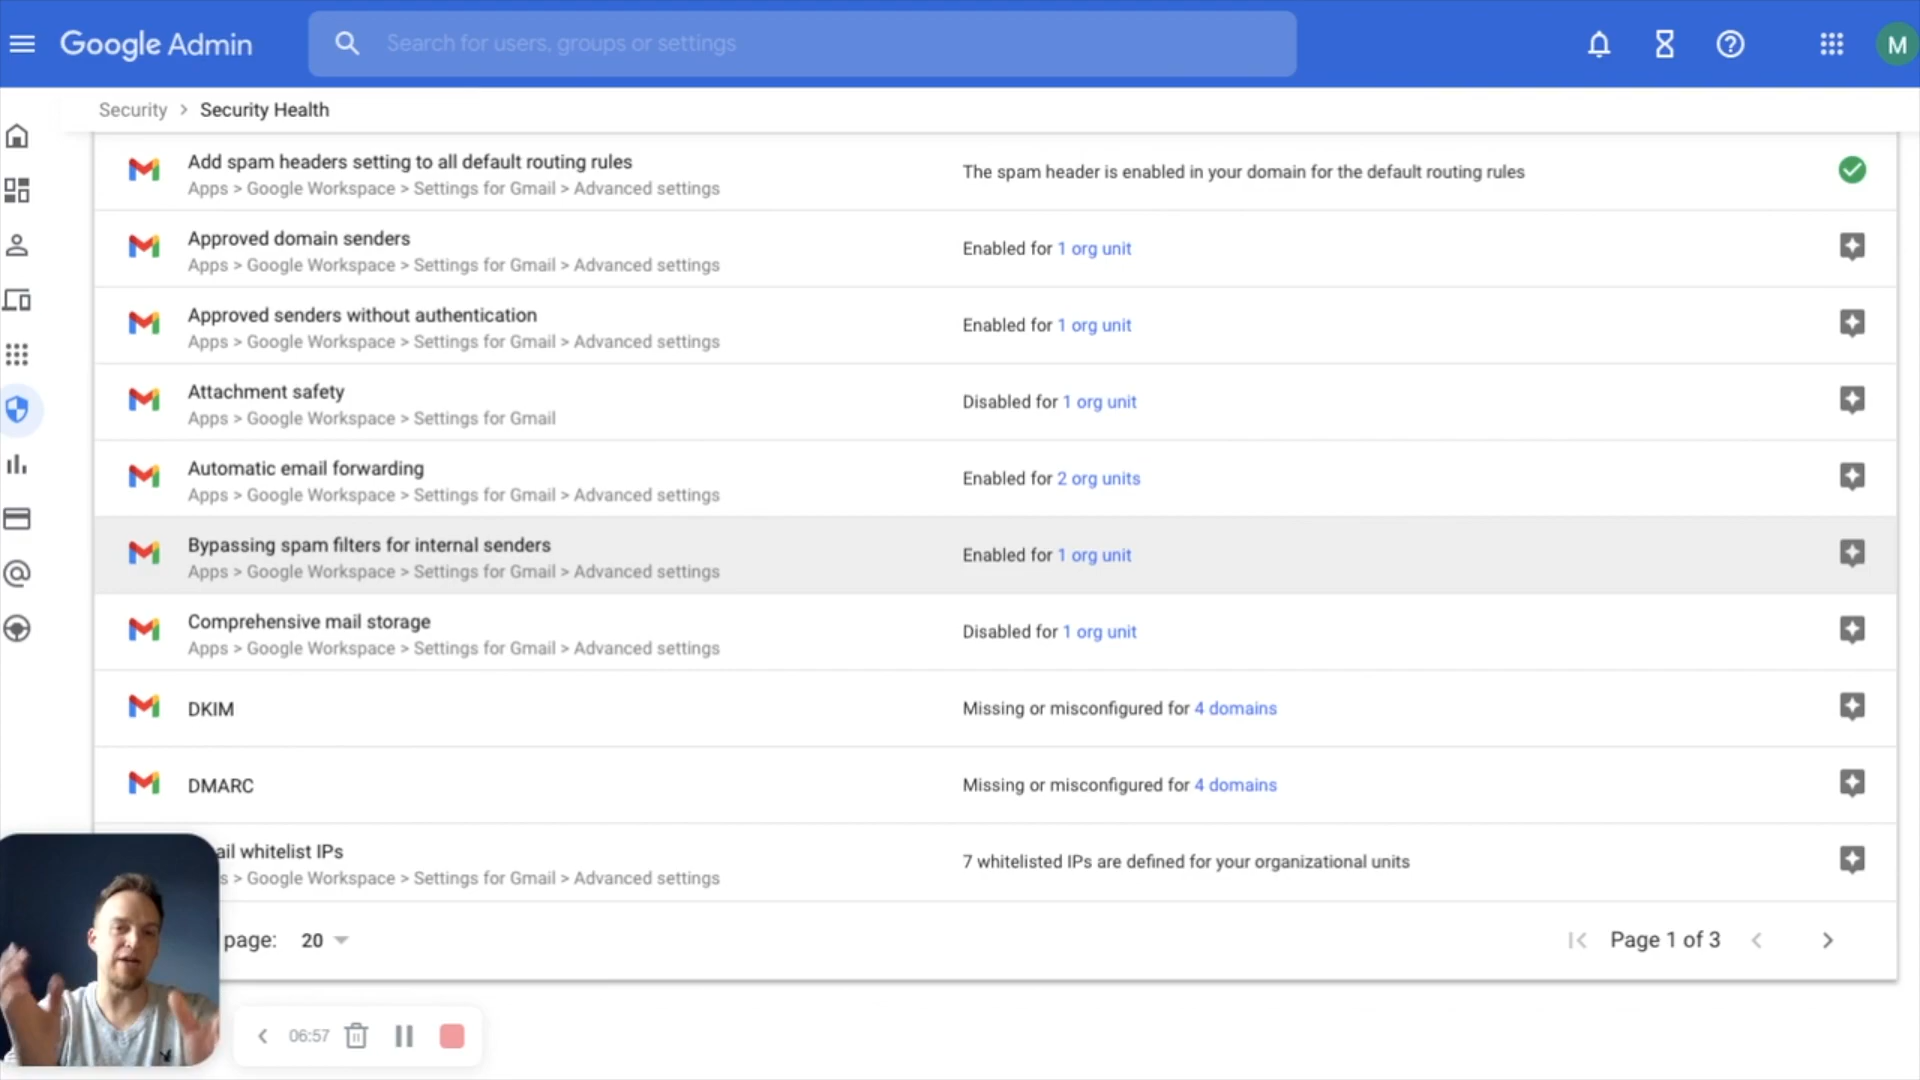 Google Admin
Search for users, groups or settings
M
Security > Security Health
Add spam headers setting to all default routing rules
Apps > Google Workspace > Settings for Gmail > Advanced settings
The spam header is enabled in your domain for the default routing rules
Approved domain senders
Apps > Google Workspace > Settings for Gmail > Advanced settings
Enabled for 1 org unit
Approved senders without authentication
Apps > Google Workspace > Settings for Gmail > Advanced settings
Enabled for 1 org unit
Attachment safety
Apps > Google Workspace > Settings for Gmail
Disabled for 1 org unit
Automatic email forwarding
Apps > Google Workspace > Settings for Gmail > Advanced settings
Enabled for 2 org units
Bypassing spam filters for internal senders
Apps > Google Workspace > Settings for Gmail > Advanced settings
Enabled for 1 org unit
Comprehensive mail storage
Apps > Google Workspace > Settings for Gmail > Advanced settings
Disabled for 1 org unit
DKIM
Missing or misconfigured for 4 domains
DMARC
Missing or misconfigured for 4 domains
ail whitelist IPs
s > Google Workspace > Settings for Gmail > Advanced settings
7 whitelisted IPs are defined for your organizational units
page: 20
Page 1 of 3
06:57